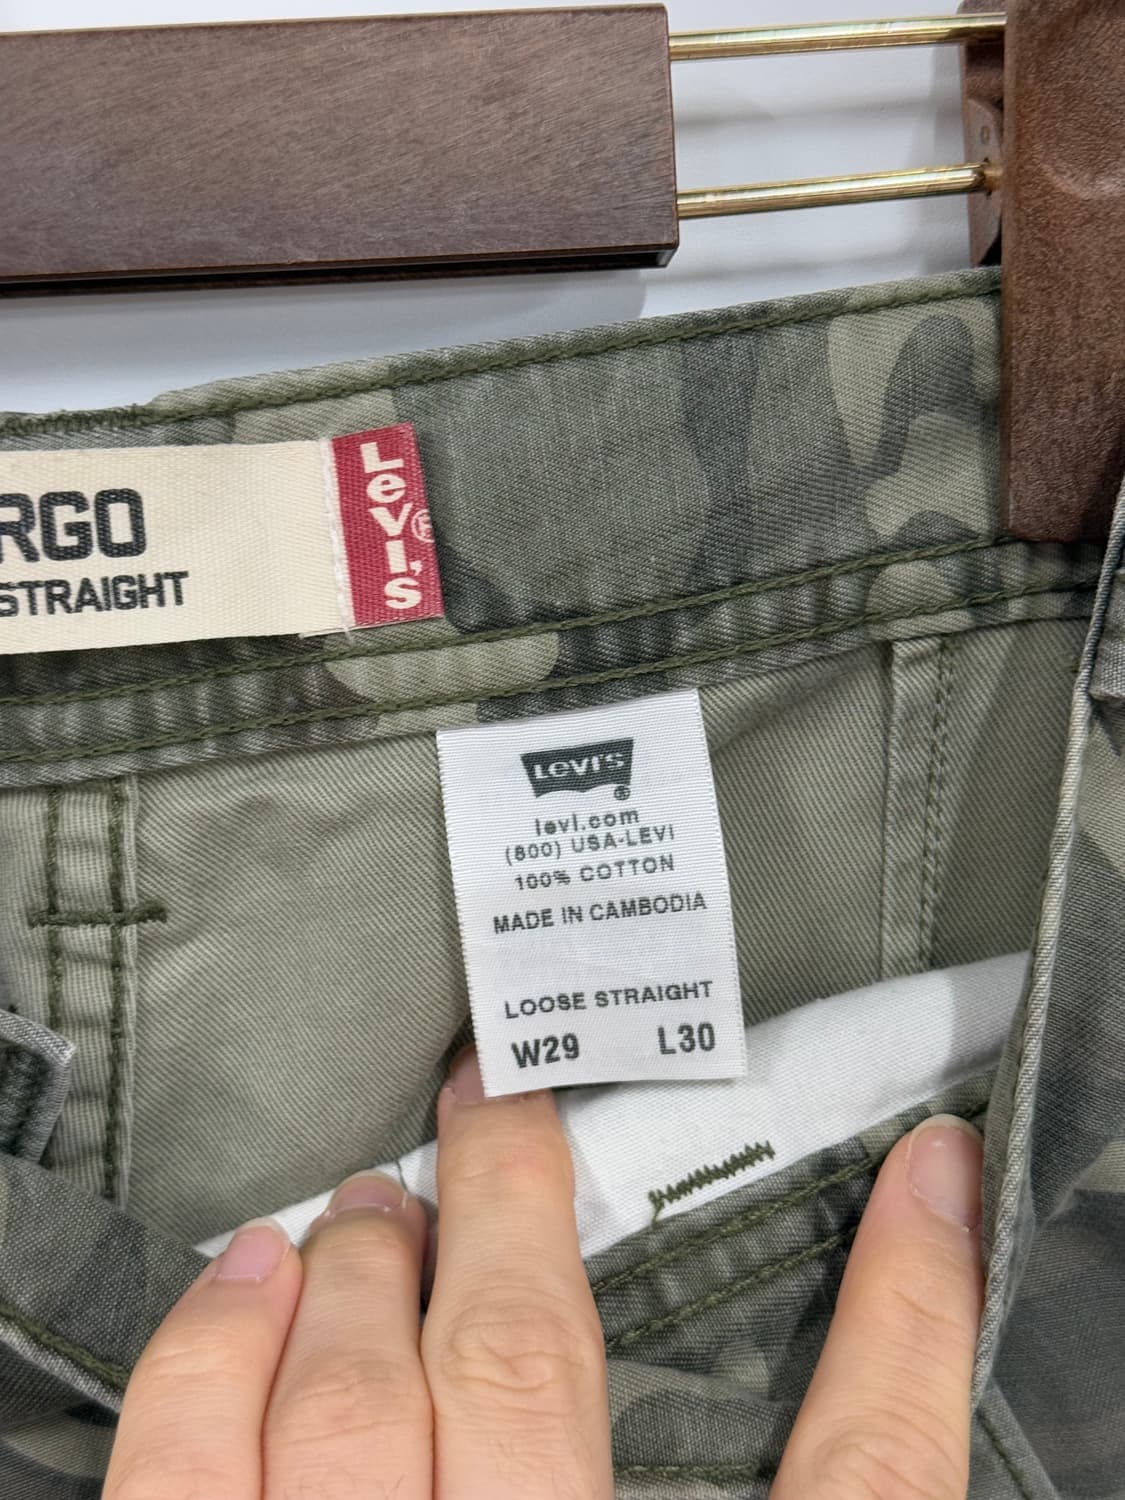 RGO
STRAIGHT
Levi's®
Levi's®
levi.com
(800) USA-LEVI
100% COTTON
MADE IN CAMBODIA
LOOSE STRAIGHT
W29 L30